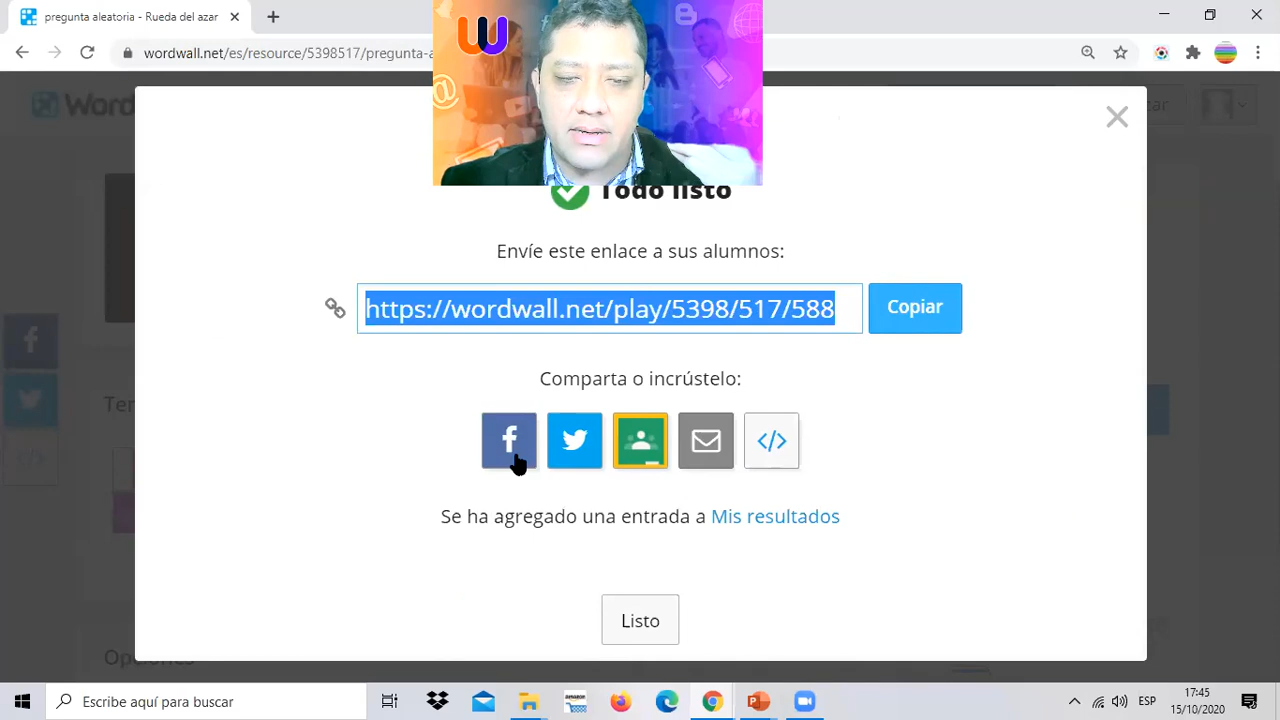 pregunta aleatoria - Rueda del azar
wordwall.net/es/resource/5398517/pregunta-a
Todo listo
Envíe este enlace a sus alumnos:
https://wordwall.net/play/5398/517/588
Copiar
Comparta o incrústelo:
Se ha agregado una entrada a Mis resultados
Listo
Opciones
Escribe aquí para buscar
ESP
17:45
15/10/2020